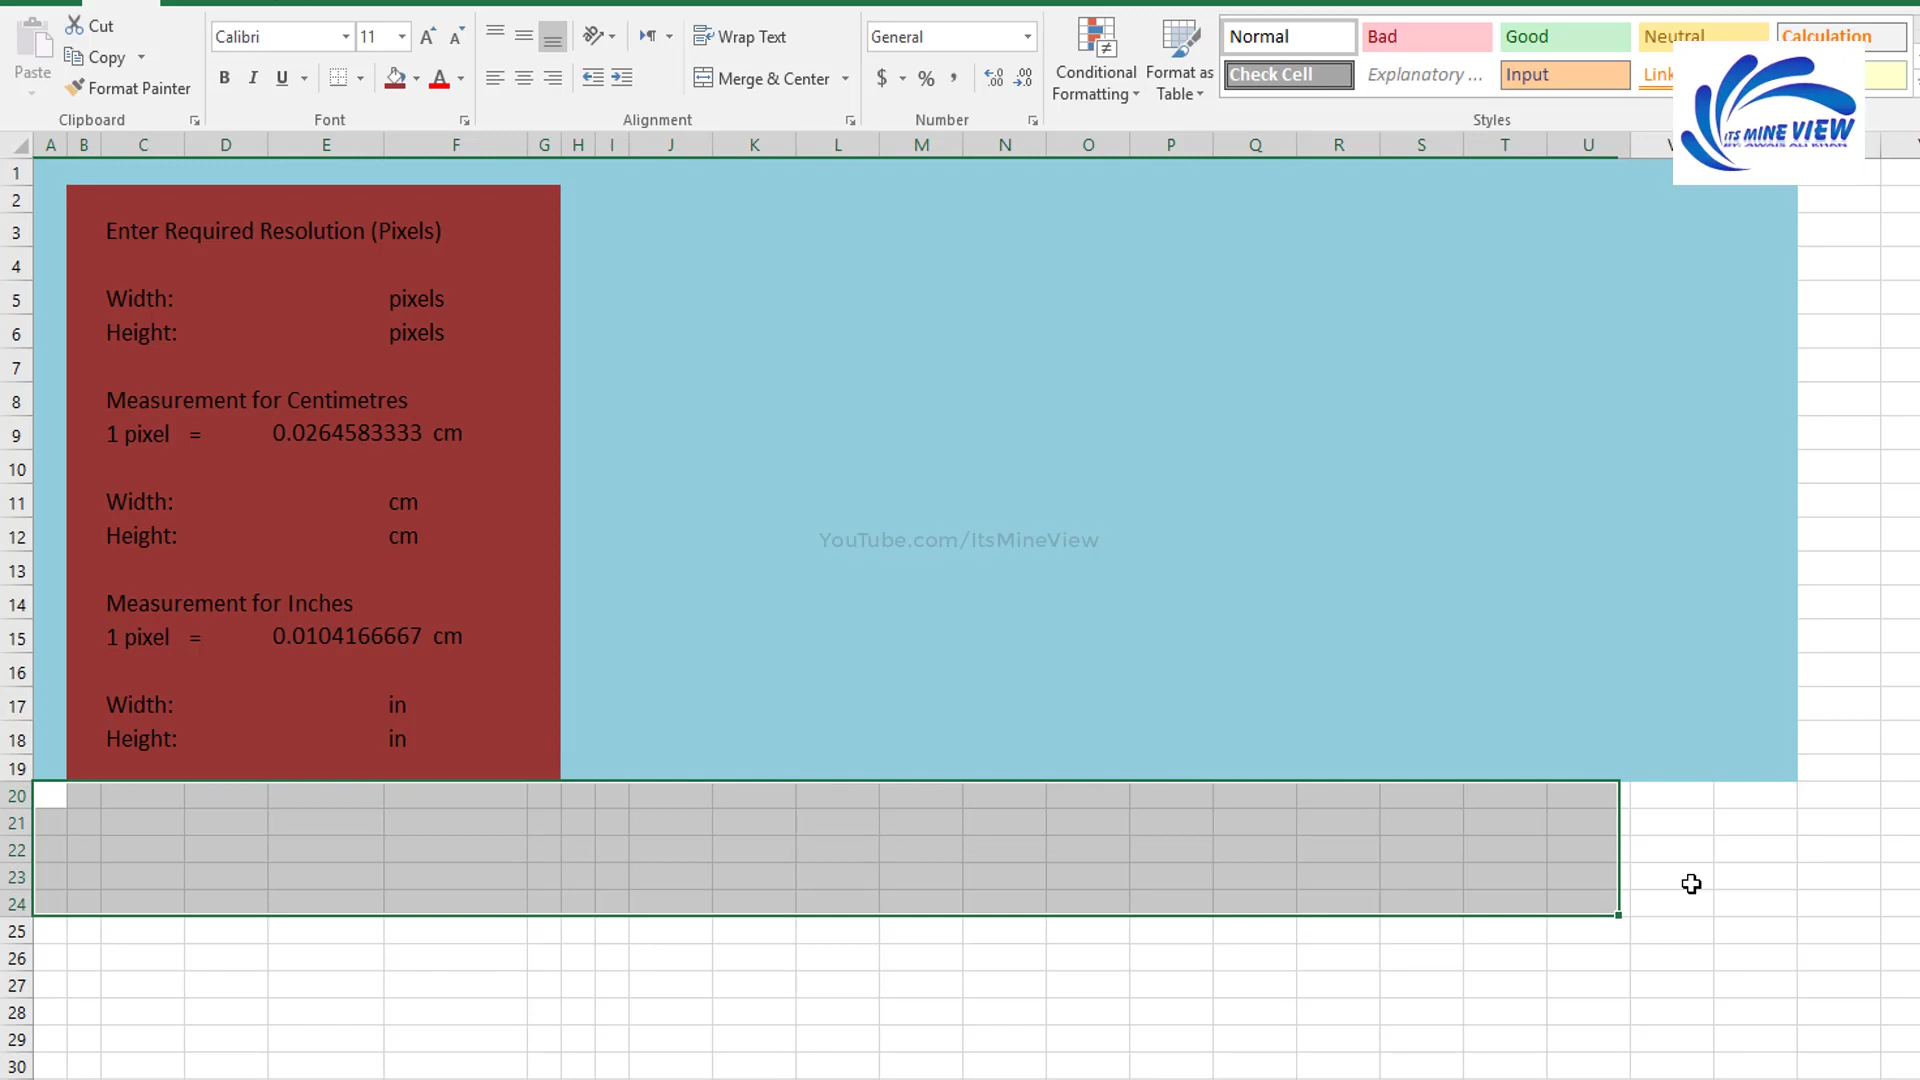 Cut
Copy
Format Painter
Paste
Clipboard
Calibri 11 A A
B I U A
Font
Wrap Text
Merge & Center
Alignment
General
$ % ,
Number
Conditional
Formatting
Format as
Table
Normal Bad Good Neutral Calculation
Check Cell Explanatory ... Input Link
Styles
ITS MINE VIEW
A B C D E F G H I J K L M N O P Q R S T U
1
2
3 Enter Required Resolution (Pixels)
4
5 Width: pixels
6 Height: pixels
7
8 Measurement for Centimetres
9 1 pixel = 0.0264583333 cm
10
11 Width: cm
12 Height: cm
YouTube.com/ItsMineView
13
14 Measurement for Inches
15 1 pixel = 0.0104166667 cm
16
17 Width: in
18 Height: in
19
20
21
22
23
24
25
26
27
28
29
30